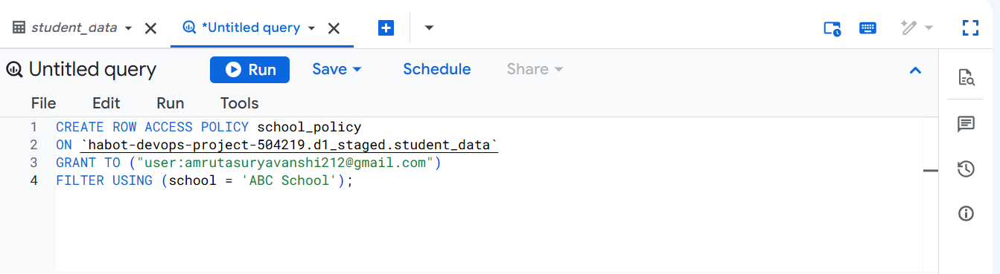 student_data
*Untitled query
Untitled query
Run
Save
Schedule
Share
File
Edit
Run
Tools
1 CREATE ROW ACCESS POLICY school_policy
2 ON `habot-devops-project-504219.d1_staged.student_data`
3 GRANT TO ("user:amrutasuryavanshi212@gmail.com")
4 FILTER USING (school = 'ABC School');